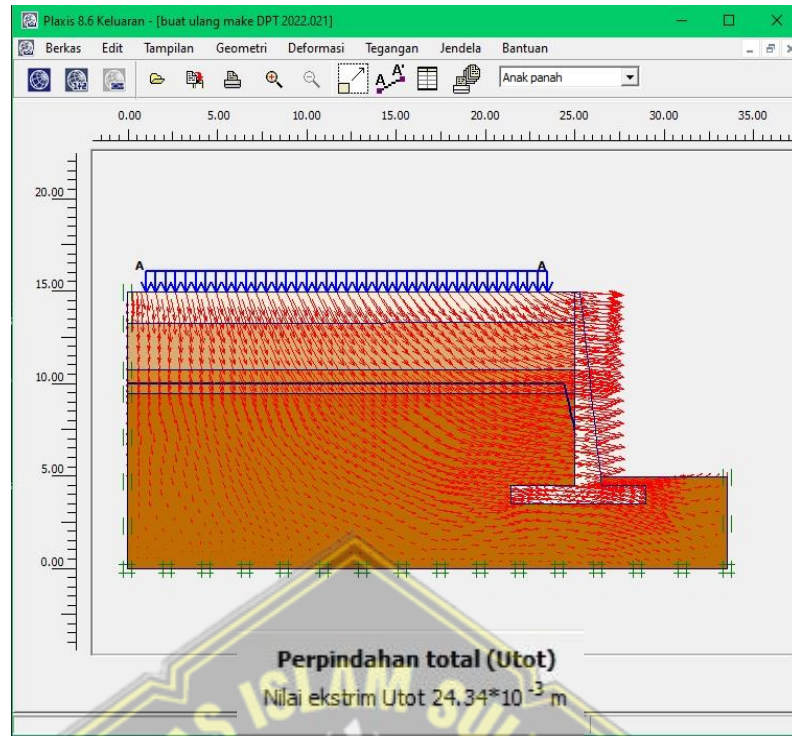 Plaxis 8.6 Keluaran - [buat ulang make DPT 2022.021]
Berkas Edit Tampilan Geometri Deformasi Tegangan Jendela Bantuan
Anak panah
0.00 5.00 10.00 15.00 20.00 25.00 30.00 35.00
20.00
A A
15.00
10.00
5.00
0.00
Perpindahan total (Utot)
Nilai ekstrim Utot 24.34*10⁻³ m